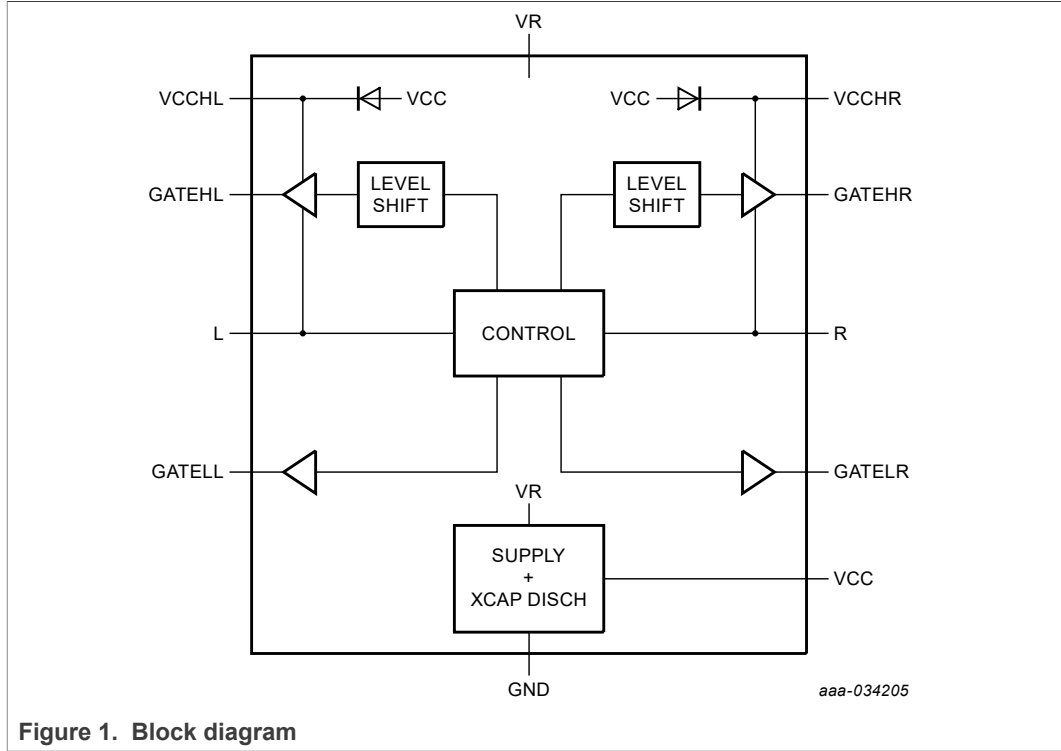 VR
VCCHL
VCC
VCC
VCCHR
GATEHL
LEVEL
SHIFT
LEVEL
SHIFT
GATEHR
L
CONTROL
R
GATELL
GATELR
VR
SUPPLY
+
XCAP DISCH
VCC
GND
aaa-034205
Figure 1. Block diagram